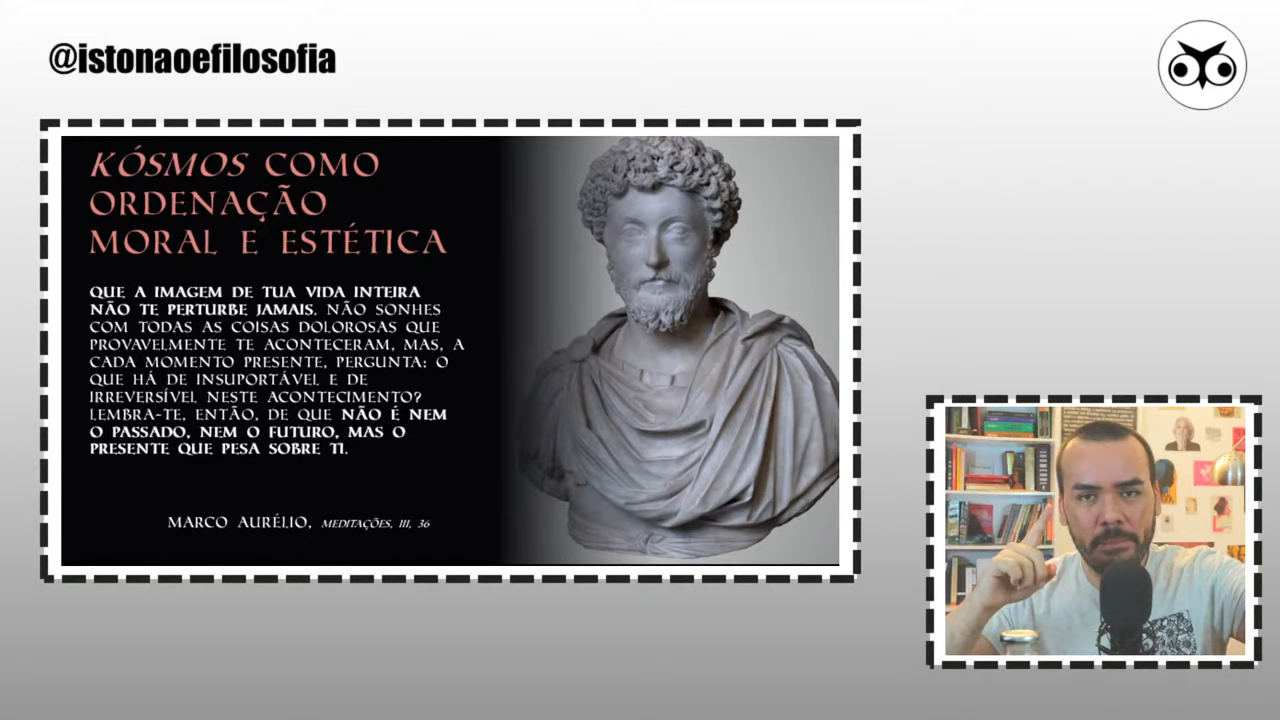 @istonaoefilosofia
KÓSMOS COMO
ORDENAÇÃO
MORAL E ESTÉTICA
QUE A IMAGEM DE TUA VIDA INTEIRA
NÃO TE PERTURBE JAMAIS. NÃO SONHES
COM TODAS AS COISAS DOLOROSAS QUE
PROVAVELMENTE TE ACONTECERAM, MAS, A
CADA MOMENTO PRESENTE, PERGUNTA: O
QUE HÁ DE INSUPORTÁVEL E DE
IRREVERSÍVEL NESTE ACONTECIMENTO?
LEMBRA-TE, ENTÃO, DE QUE NÃO É NEM
O PASSADO, NEM O FUTURO, MAS O
PRESENTE QUE PESA SOBRE TI.
MARCO AURÉLIO, MEDITAÇÕES, III, 36